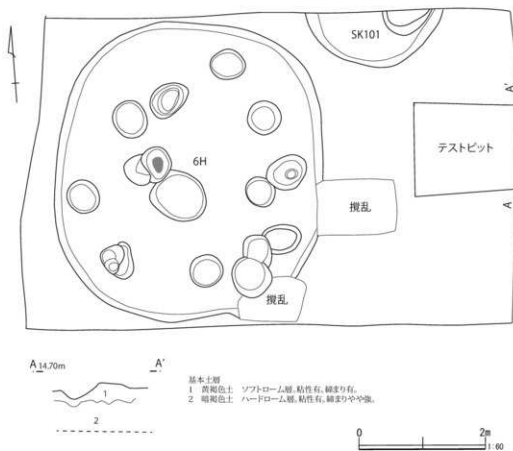 SK101
A'
6H
テストピット
A
撹乱
撹乱
A 14.70m A'
1
2
基本土層
1 黄褐色土 ソフトローム層。粘性有。締まり有。
2 暗褐色土 ハードローム層。粘性有。締まりやや強。
0 2m
1:60